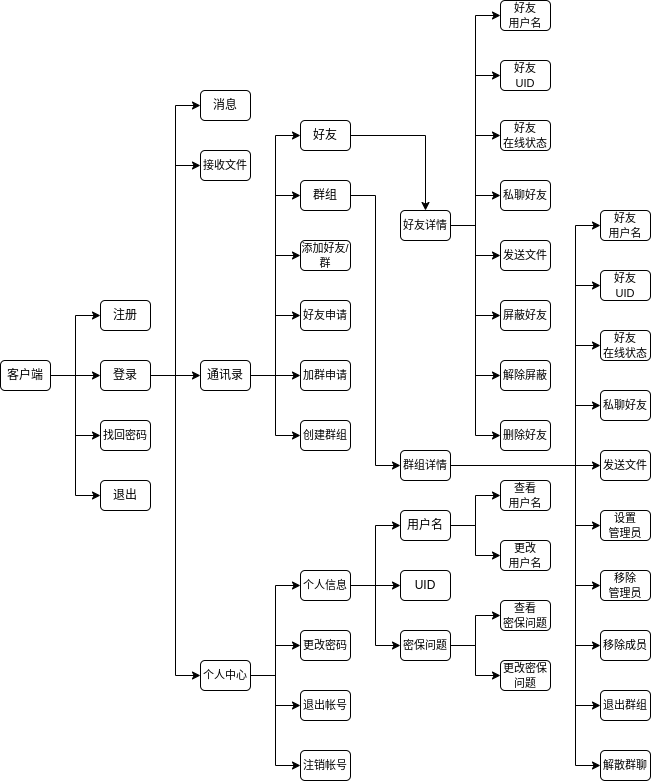 好友
用户名
好友
UID
消息
好友
好友
在线状态
接收文件
群组
私聊好友
好友详情
好友
用户名
添加好友/
群
发送文件
好友
UID
注册
好友申请
屏蔽好友
好友
在线状态
客户端
登录
通讯录
加群申请
解除屏蔽
私聊好友
找回密码
创建群组
删除好友
群组详情
发送文件
退出
查看
用户名
用户名
设置
管理员
更改
用户名
个人信息
UID
移除
管理员
查看
密保问题
更改密码
密保问题
移除成员
个人中心
更改密保
问题
退出帐号
退出群组
注销帐号
解散群聊